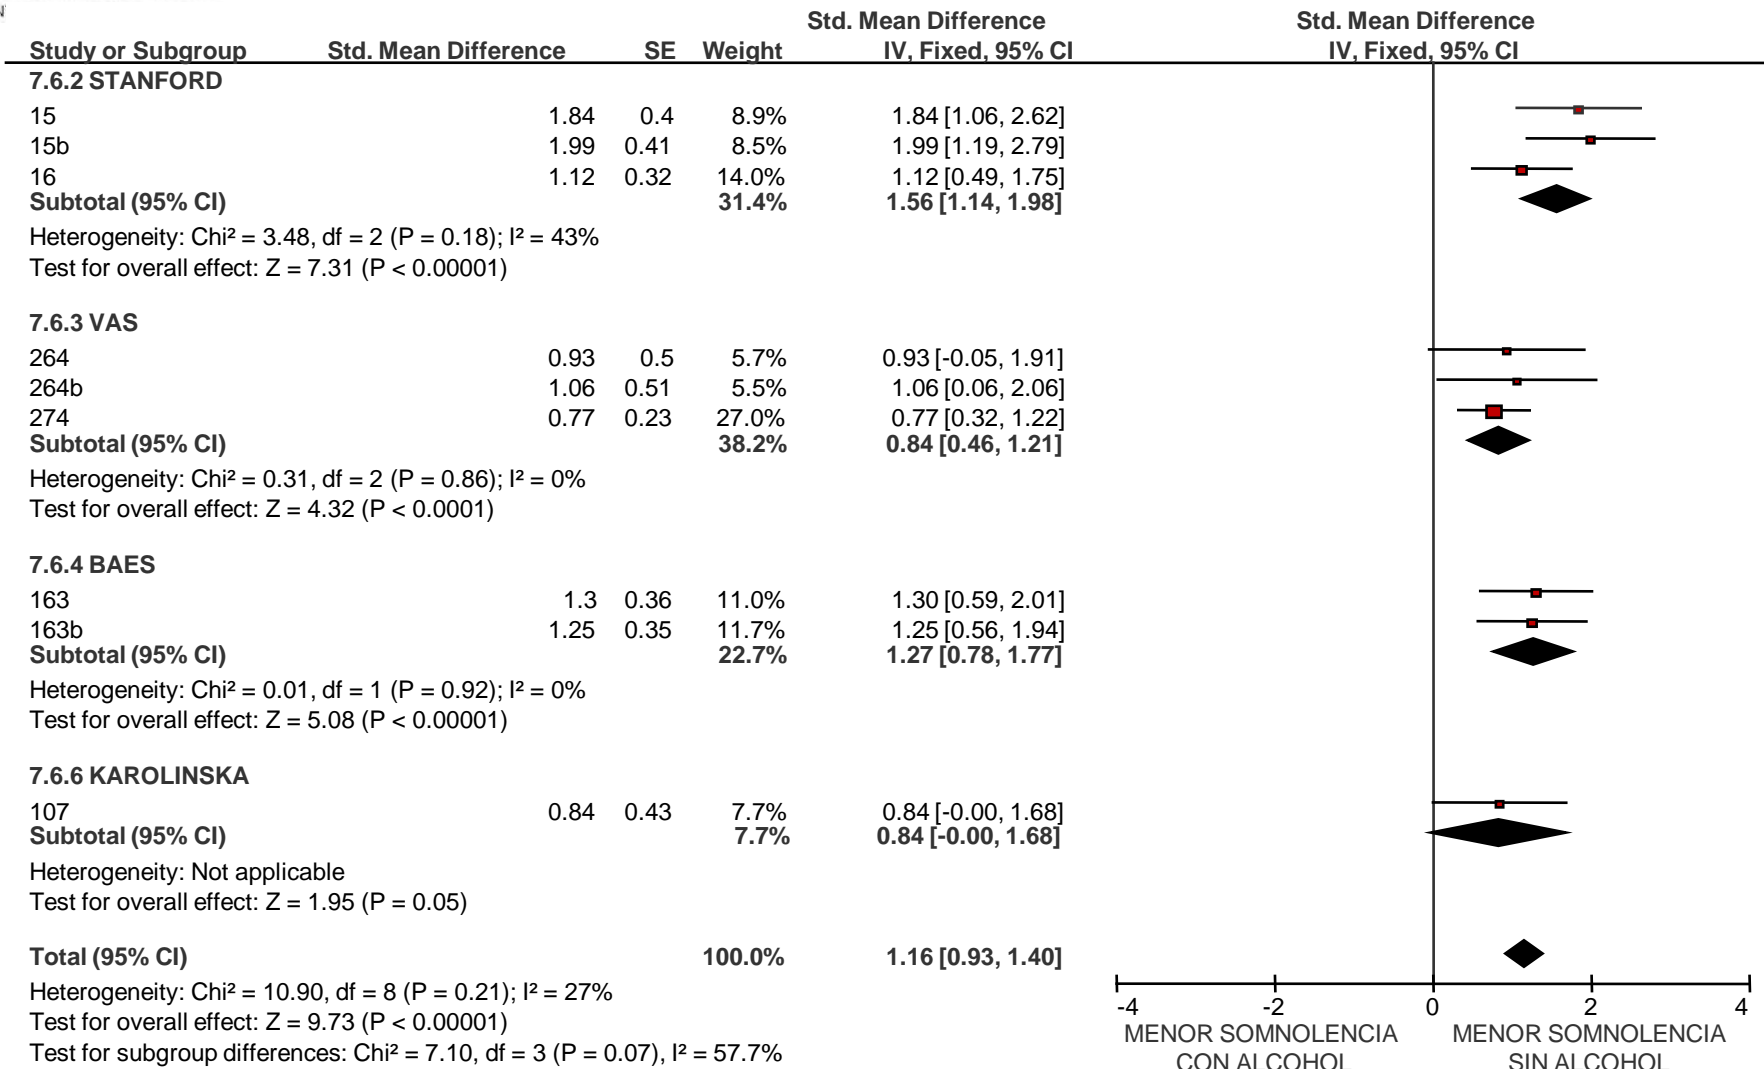 Std. Mean Difference Std. Mean Difference
Study or Subgroup Std. Mean Difference SE Weight IV, Fixed, 95% CI IV, Fixed, 95% CI
7.6.2 STANFORD
15 1.84 0.4 8.9% 1.84 [1.06, 2.62]
15b 1.99 0.41 8.5% 1.99 [1.19, 2.79]
16 1.12 0.32 14.0% 1.12 [0.49, 1.75]
Subtotal (95% CI) 31.4% 1.56 [1.14, 1.98]
Heterogeneity: Chi² = 3.48, df = 2 (P = 0.18); I² = 43%
Test for overall effect: Z = 7.31 (P < 0.00001)
7.6.3 VAS
264 0.93 0.5 5.7% 0.93 [-0.05, 1.91]
264b 1.06 0.51 5.5% 1.06 [0.06, 2.06]
274 0.77 0.23 27.0% 0.77 [0.32, 1.22]
Subtotal (95% CI) 38.2% 0.84 [0.46, 1.21]
Heterogeneity: Chi² = 0.31, df = 2 (P = 0.86); I² = 0%
Test for overall effect: Z = 4.32 (P < 0.0001)
7.6.4 BAES
163 1.3 0.36 11.0% 1.30 [0.59, 2.01]
163b 1.25 0.35 11.7% 1.25 [0.56, 1.94]
Subtotal (95% CI) 22.7% 1.27 [0.78, 1.77]
Heterogeneity: Chi² = 0.01, df = 1 (P = 0.92); I² = 0%
Test for overall effect: Z = 5.08 (P < 0.00001)
7.6.6 KAROLINSKA
107 0.84 0.43 7.7% 0.84 [-0.00, 1.68]
Subtotal (95% CI) 7.7% 0.84 [-0.00, 1.68]
Heterogeneity: Not applicable
Test for overall effect: Z = 1.95 (P = 0.05)
Total (95% CI) 100.0% 1.16 [0.93, 1.40]
Heterogeneity: Chi² = 10.90, df = 8 (P = 0.21); I² = 27%
Test for overall effect: Z = 9.73 (P < 0.00001)
Test for subgroup differences: Chi² = 7.10, df = 3 (P = 0.07), I² = 57.7%
-4 -2 0 2 4
MENOR SOMNOLENCIA MENOR SOMNOLENCIA
CON ALCOHOL SIN ALCOHOL